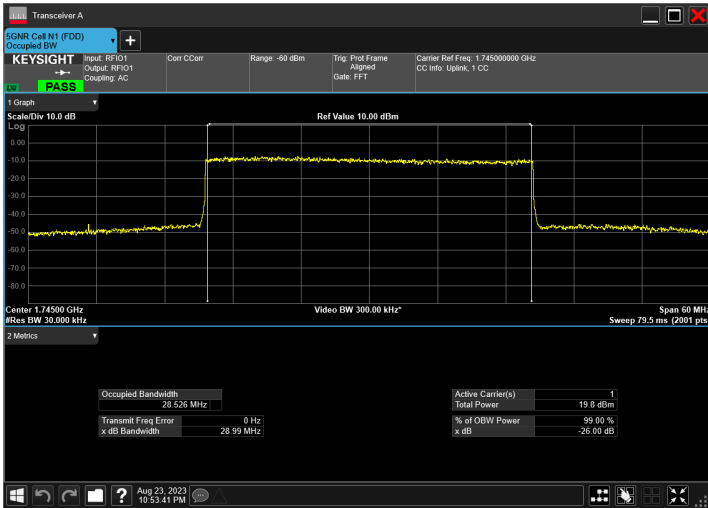 Transceiver A
5GNR Cell N1 (FDD)
Occupied BW
KEYSIGHT
Input: RFIO1
Output: RFIO1
Coupling: AC
Corr CCorr
Range: -60 dBm
Trig: Prot Frame
Aligned
Gate: FFT
Carrier Ref Freq: 1.745000000 GHz
CC Info: Uplink, 1 CC
LXI
PASS
1 Graph
Scale/Div 10.0 dB
Ref Value 10.00 dBm
Log
0.00
-10.0
-20.0
-30.0
-40.0
-50.0
-60.0
-70.0
-80.0
Center 1.74500 GHz
Video BW 300.00 kHz*
Span 60 MHz
#Res BW 30.000 kHz
Sweep 79.5 ms (2001 pts
2 Metrics
Occupied Bandwidth
28.526 MHz
Transmit Freq Error 0 Hz
x dB Bandwidth 28.99 MHz
Active Carrier(s) 1
Total Power 19.8 dBm
% of OBW Power 99.00 %
x dB -26.00 dB
Aug 23, 2023
10:53:41 PM